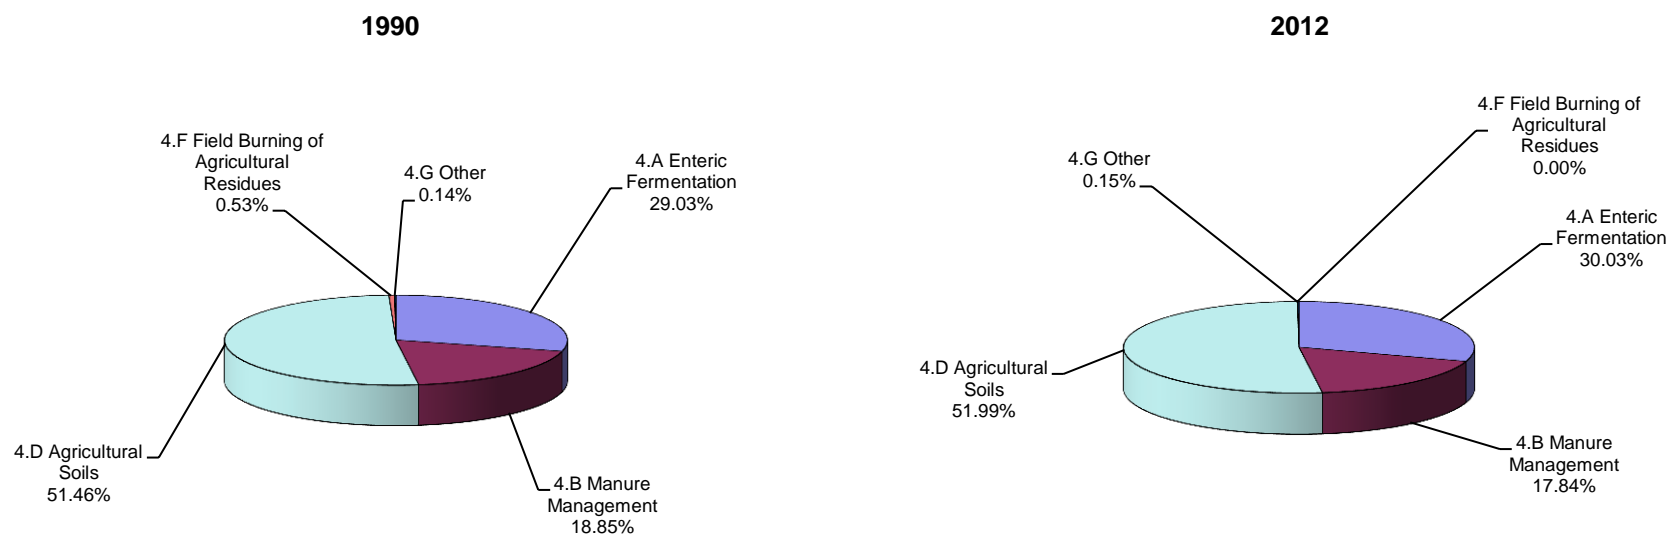 1990
4.F Field Burning of
Agricultural
Residues
0.53%
4.G Other
0.14%
4.A Enteric
Fermentation
29.03%
4.D Agricultural
Soils
51.46%
4.B Manure
Management
18.85%
2012
4.F Field Burning of
Agricultural
Residues
0.00%
4.G Other
0.15%
4.A Enteric
Fermentation
30.03%
4.D Agricultural
Soils
51.99%
4.B Manure
Management
17.84%